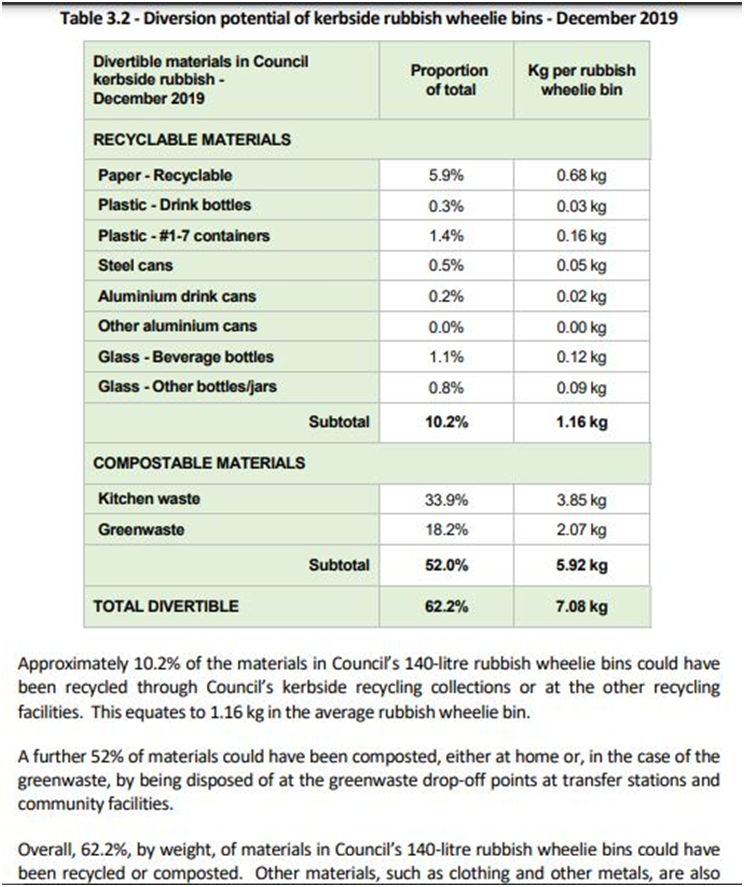 Table 3.2 - Diversion potential of kerbside rubbish wheelie bins - December 2019
Divertible materials in Council
kerbside rubbish -
December 2019
Proportion
of total
Kg per rubbish
wheelie bin
RECYCLABLE MATERIALS
Paper - Recyclable 5.9% 0.68 kg
Plastic - Drink bottles 0.3% 0.03 kg
Plastic - #1-7 containers 1.4% 0.16 kg
Steel cans 0.5% 0.05 kg
Aluminium drink cans 0.2% 0.02 kg
Other aluminium cans 0.0% 0.00 kg
Glass - Beverage bottles 1.1% 0.12 kg
Glass - Other bottles/jars 0.8% 0.09 kg
Subtotal 10.2% 1.16 kg
COMPOSTABLE MATERIALS
Kitchen waste 33.9% 3.85 kg
Greenwaste 18.2% 2.07 kg
Subtotal 52.0% 5.92 kg
TOTAL DIVERTIBLE 62.2% 7.08 kg
Approximately 10.2% of the materials in Council's 140-litre rubbish wheelie bins could have
been recycled through Council's kerbside recycling collections or at the other recycling
facilities. This equates to 1.16 kg in the average rubbish wheelie bin.
A further 52% of materials could have been composted, either at home or, in the case of the
greenwaste, by being disposed of at the greenwaste drop-off points at transfer stations and
community facilities.
Overall, 62.2%, by weight, of materials in Council's 140-litre rubbish wheelie bins could have
been recycled or composted. Other materials, such as clothing and other metals, are also